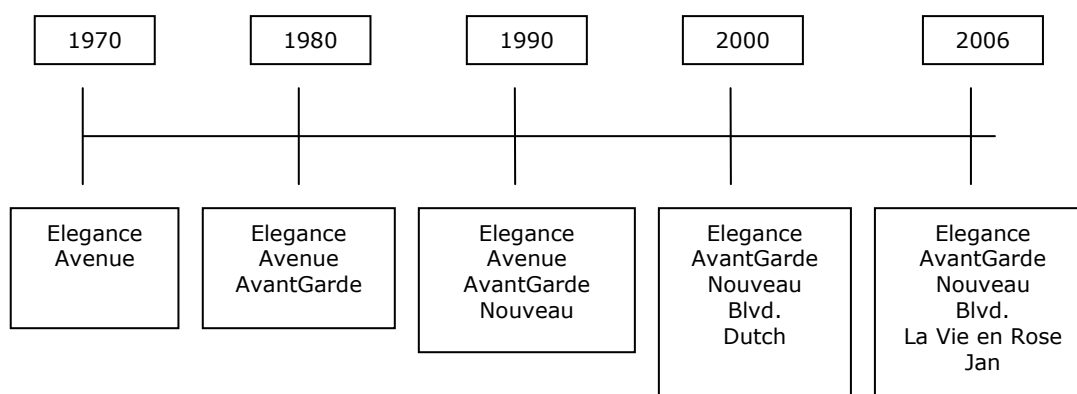 1970
1980
1990
2000
2006
Elegance
Avenue
Elegance
Avenue
AvantGarde
Elegance
Avenue
AvantGarde
Nouveau
Elegance
AvantGarde
Nouveau
Blvd.
Dutch
Elegance
AvantGarde
Nouveau
Blvd.
La Vie en Rose
Jan